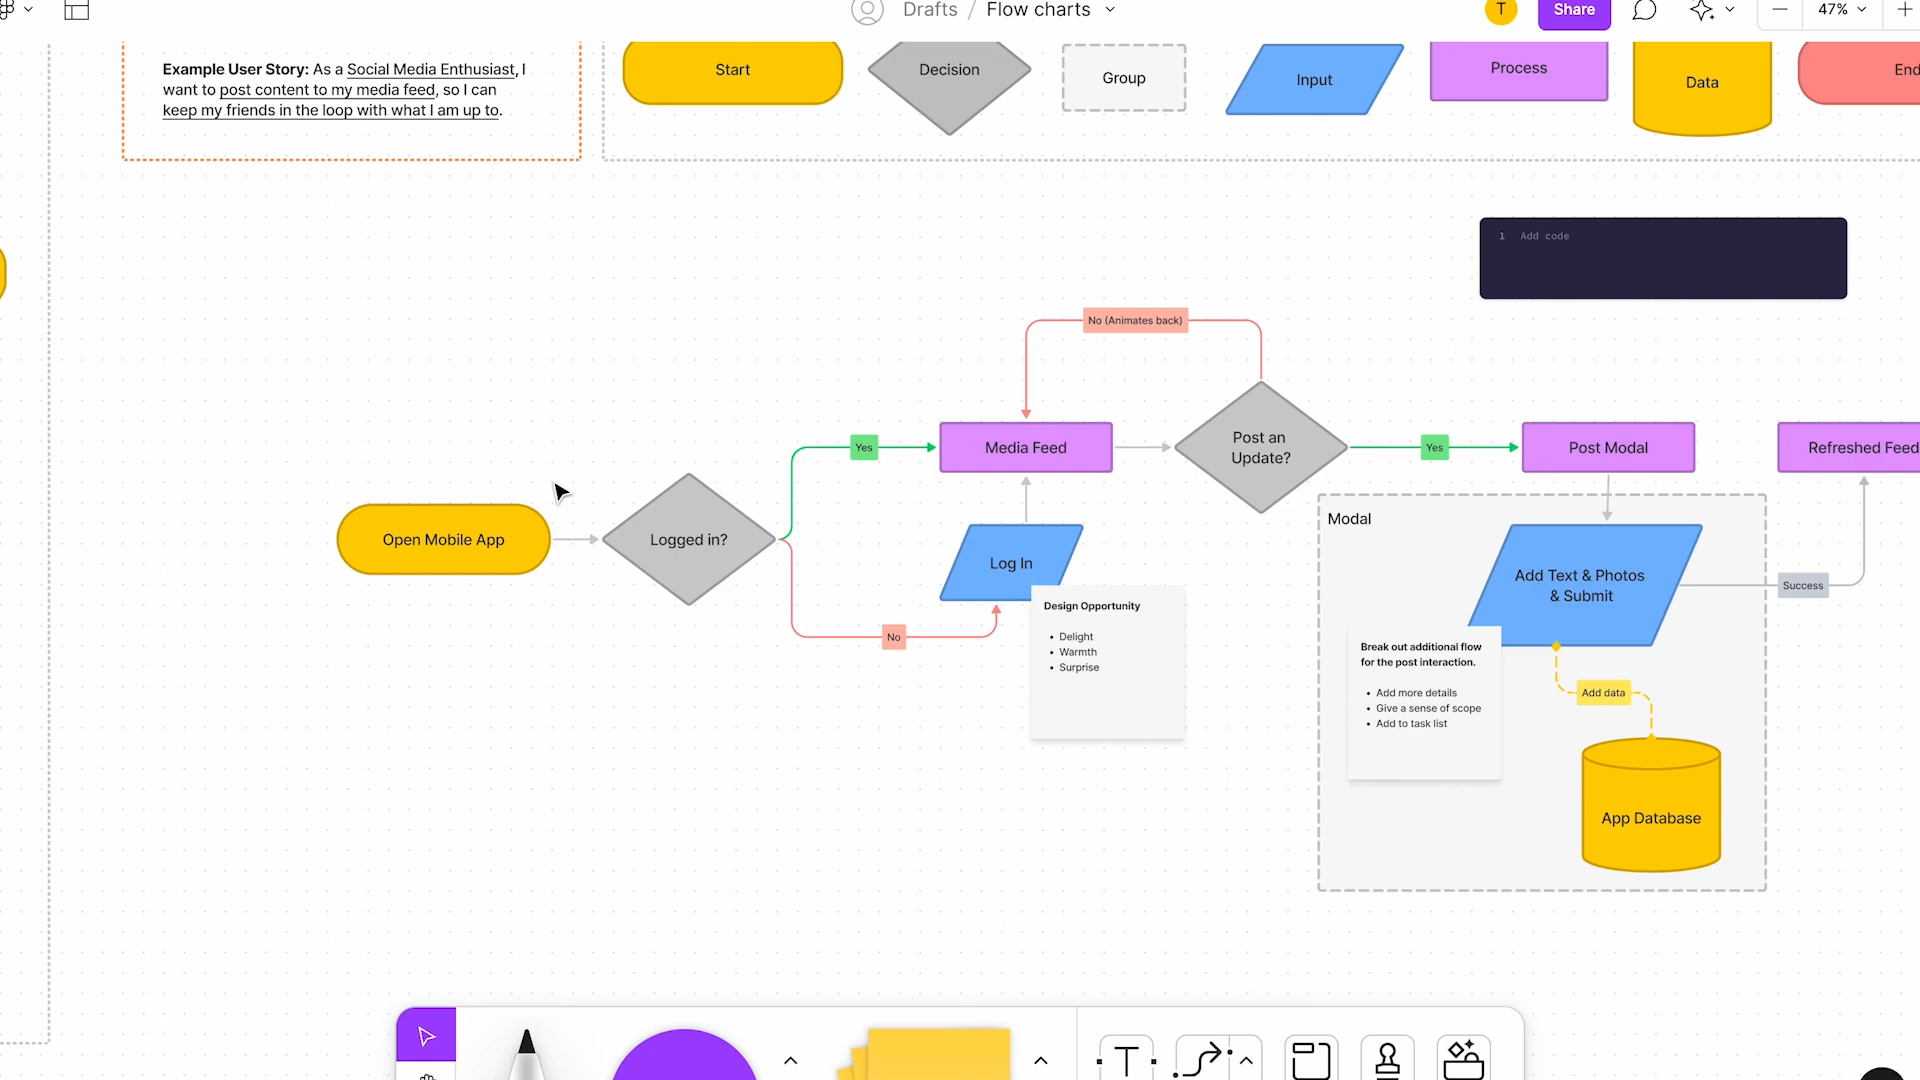 Drafts / Flow charts
T
Share
47%
Example User Story: As a Social Media Enthusiast, I
want to post content to my media feed, so I can
keep my friends in the loop with what I am up to.
Start
Decision
Group
Input
Process
Data
End
1 Add code
No (Animates back)
Yes
Media Feed
Post an
Update?
Yes
Post Modal
Refreshed Feed
Open Mobile App
Logged in?
Log In
No
Design Opportunity
• Delight
• Warmth
• Surprise
Modal
Add Text & Photos
& Submit
Success
Break out additional flow
for the post interaction.
• Add more details
• Give a sense of scope
• Add to task list
Add data
App Database